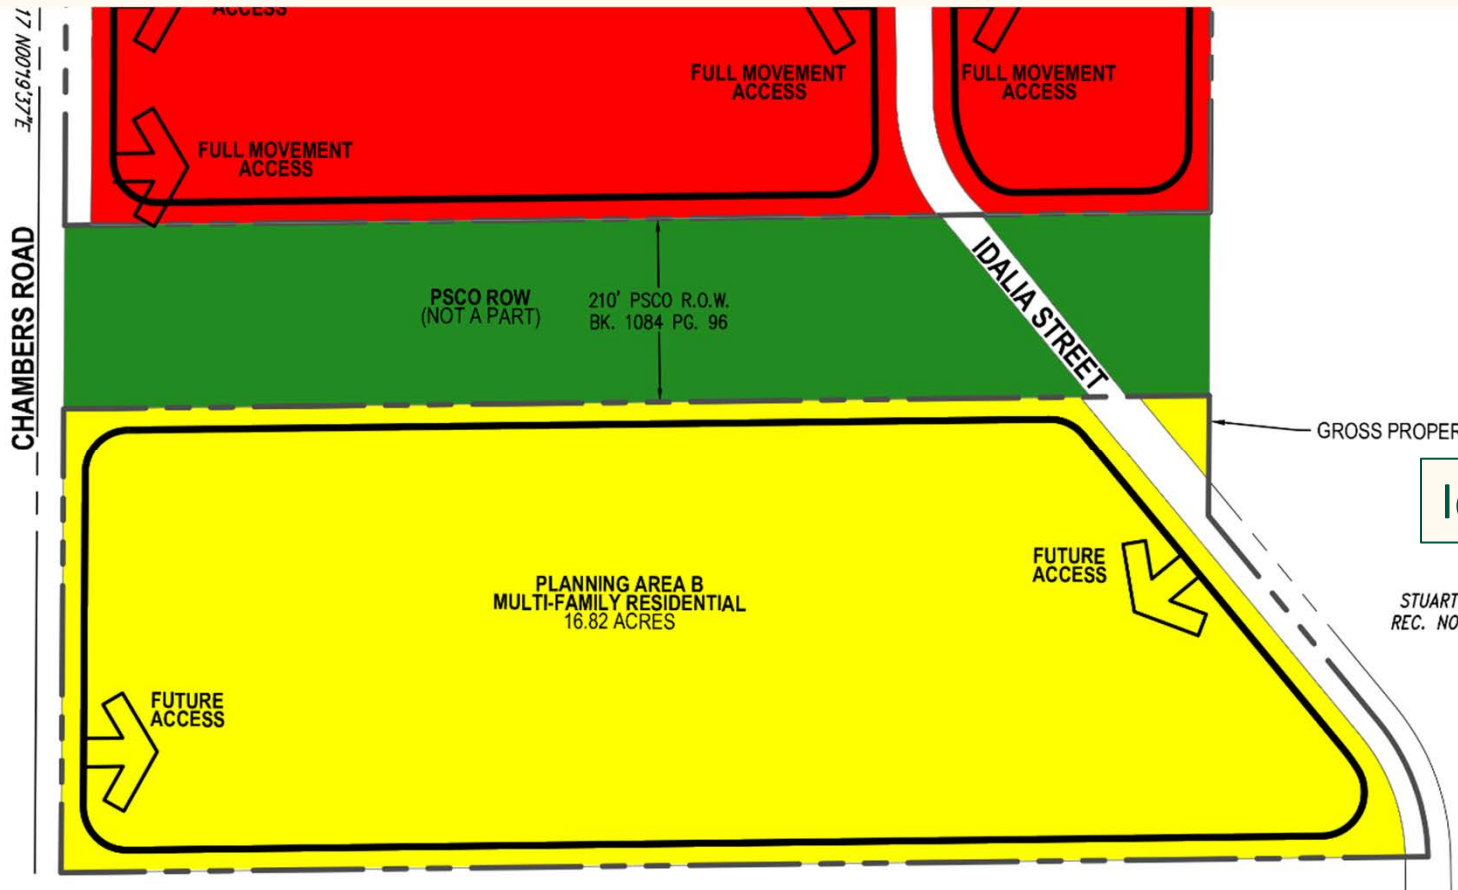 ACCESS
17 N00°19'37"E
FULL MOVEMENT
ACCESS
FULL MOVEMENT
ACCESS
FULL MOVEMENT
ACCESS
CHAMBERS ROAD
PSCO ROW
(NOT A PART)
210' PSCO R.O.W.
BK. 1084 PG. 96
IDALIA STREET
GROSS PROPER
PLANNING AREA B
MULTI-FAMILY RESIDENTIAL
16.82 ACRES
FUTURE
ACCESS
STUART
REC. NO
FUTURE
ACCESS